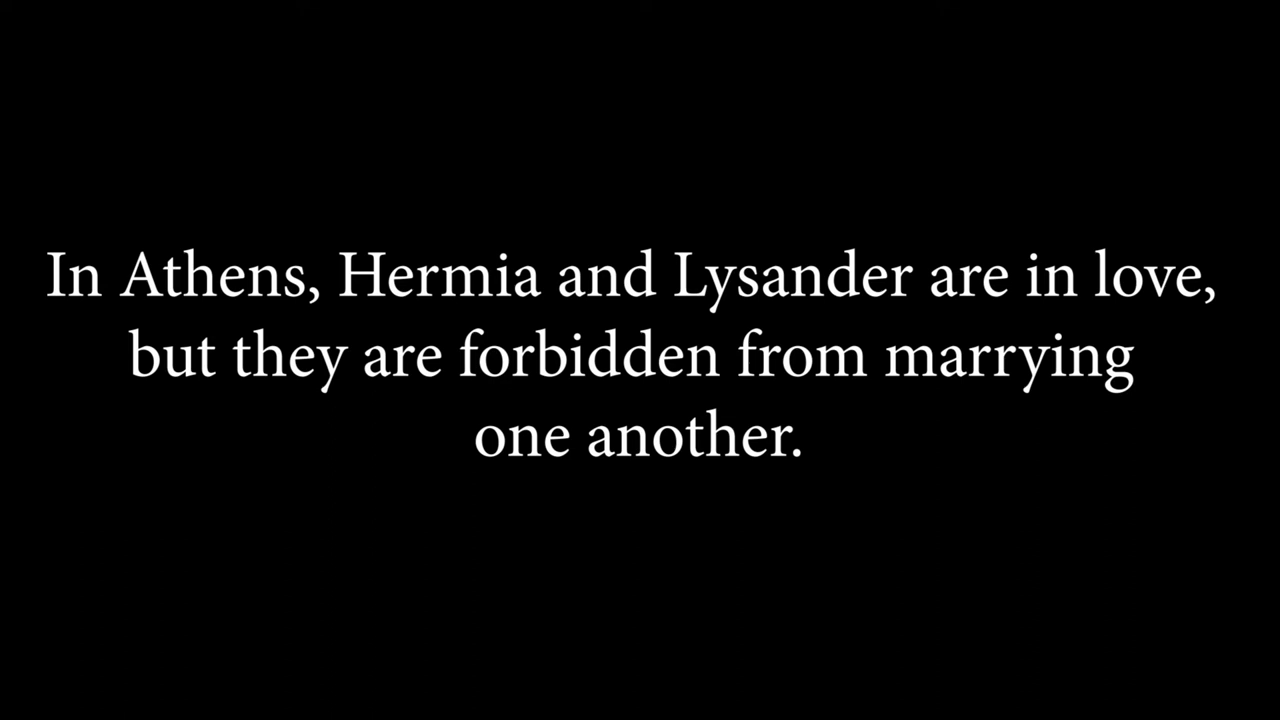 In Athens, Hermia and Lysander are in love,
but they are forbidden from marrying
one another.